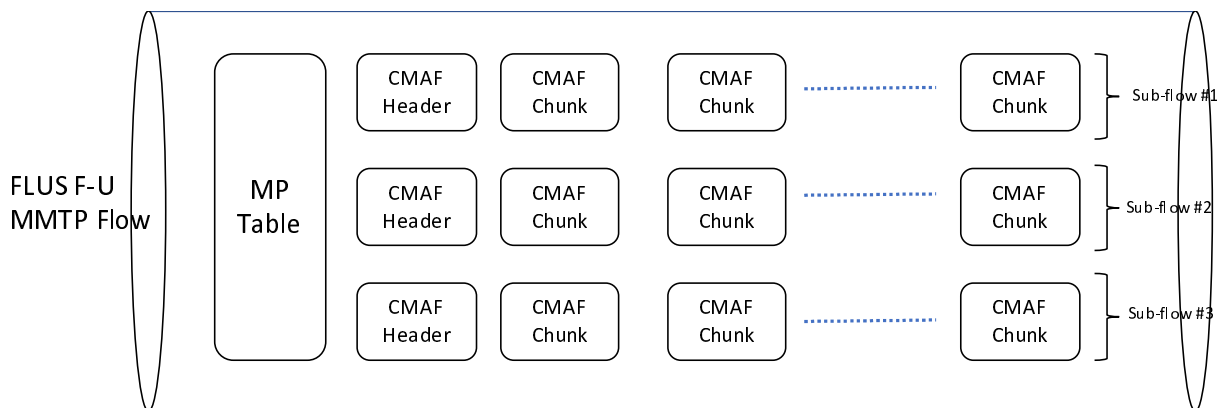 FLUS F-U
MMTP Flow
MP
Table
CMAF
Header
CMAF
Chunk
CMAF
Chunk
CMAF
Chunk
Sub-flow #1
CMAF
Header
CMAF
Chunk
CMAF
Chunk
CMAF
Chunk
Sub-flow #2
CMAF
Header
CMAF
Chunk
CMAF
Chunk
CMAF
Chunk
Sub-flow #3